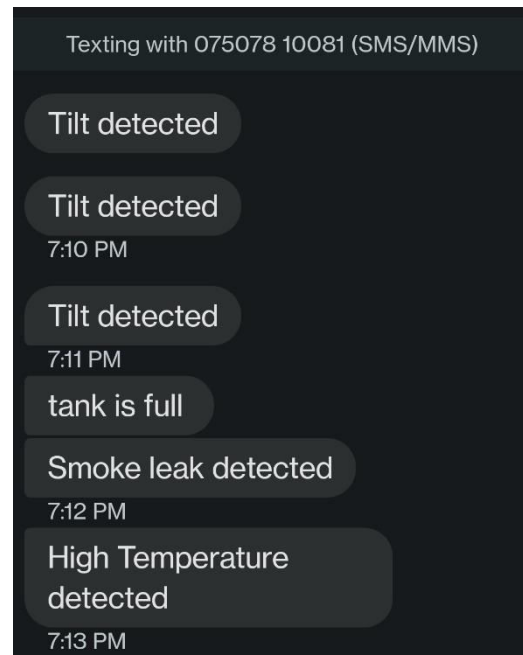 Texting with 075078 10081 (SMS/MMS)
Tilt detected
Tilt detected
7:10 PM
Tilt detected
7:11 PM
tank is full
Smoke leak detected
7:12 PM
High Temperature
detected
7:13 PM